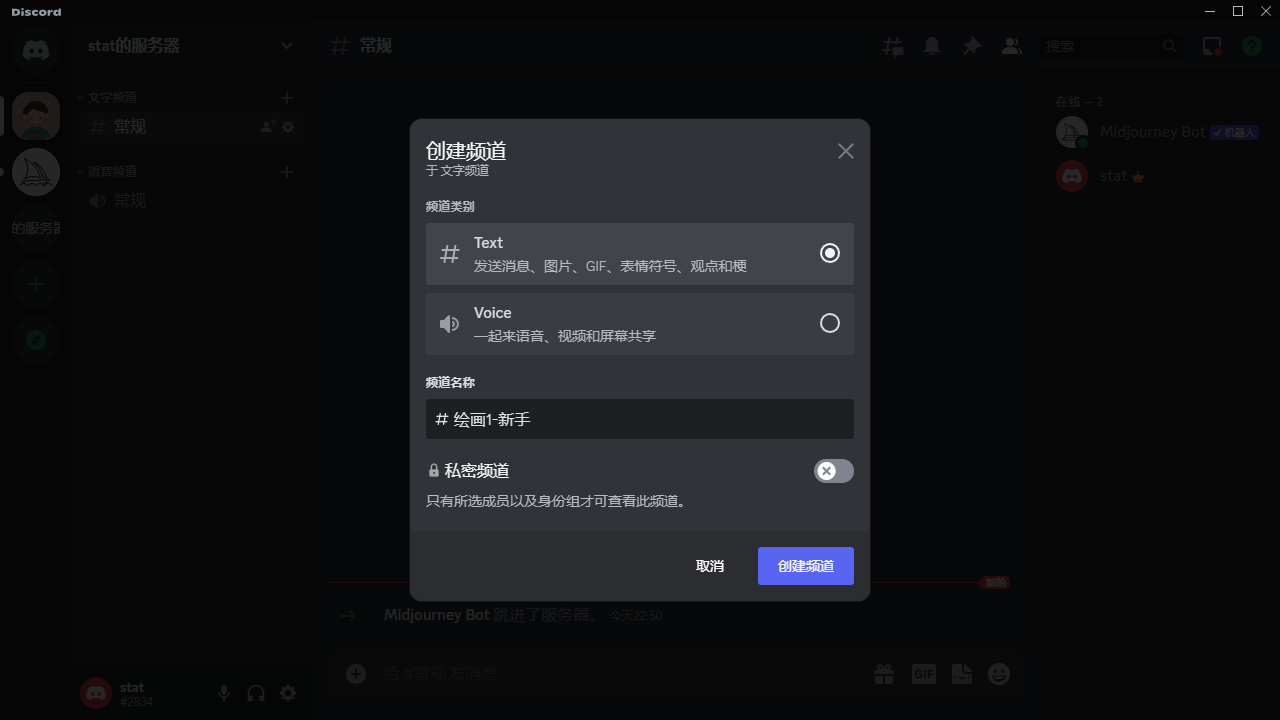 Discord
stat的服务器
常规
搜索
文字频道
常规
语音频道
常规
的服务器
在线 — 2
Midjourney Bot ✓机器人
stat
创建频道
于 文字频道
频道类别
Text
发送消息、图片、GIF、表情符号、观点和梗
Voice
一起来语音、视频和屏幕共享
频道名称
# 绘画1-新手
私密频道
只有所选成员以及身份组才可查看此频道。
取消
创建频道
新的
Midjourney Bot 跳进了服务器。 今天22:50
给 #常规 发消息
GIF
stat
#2834